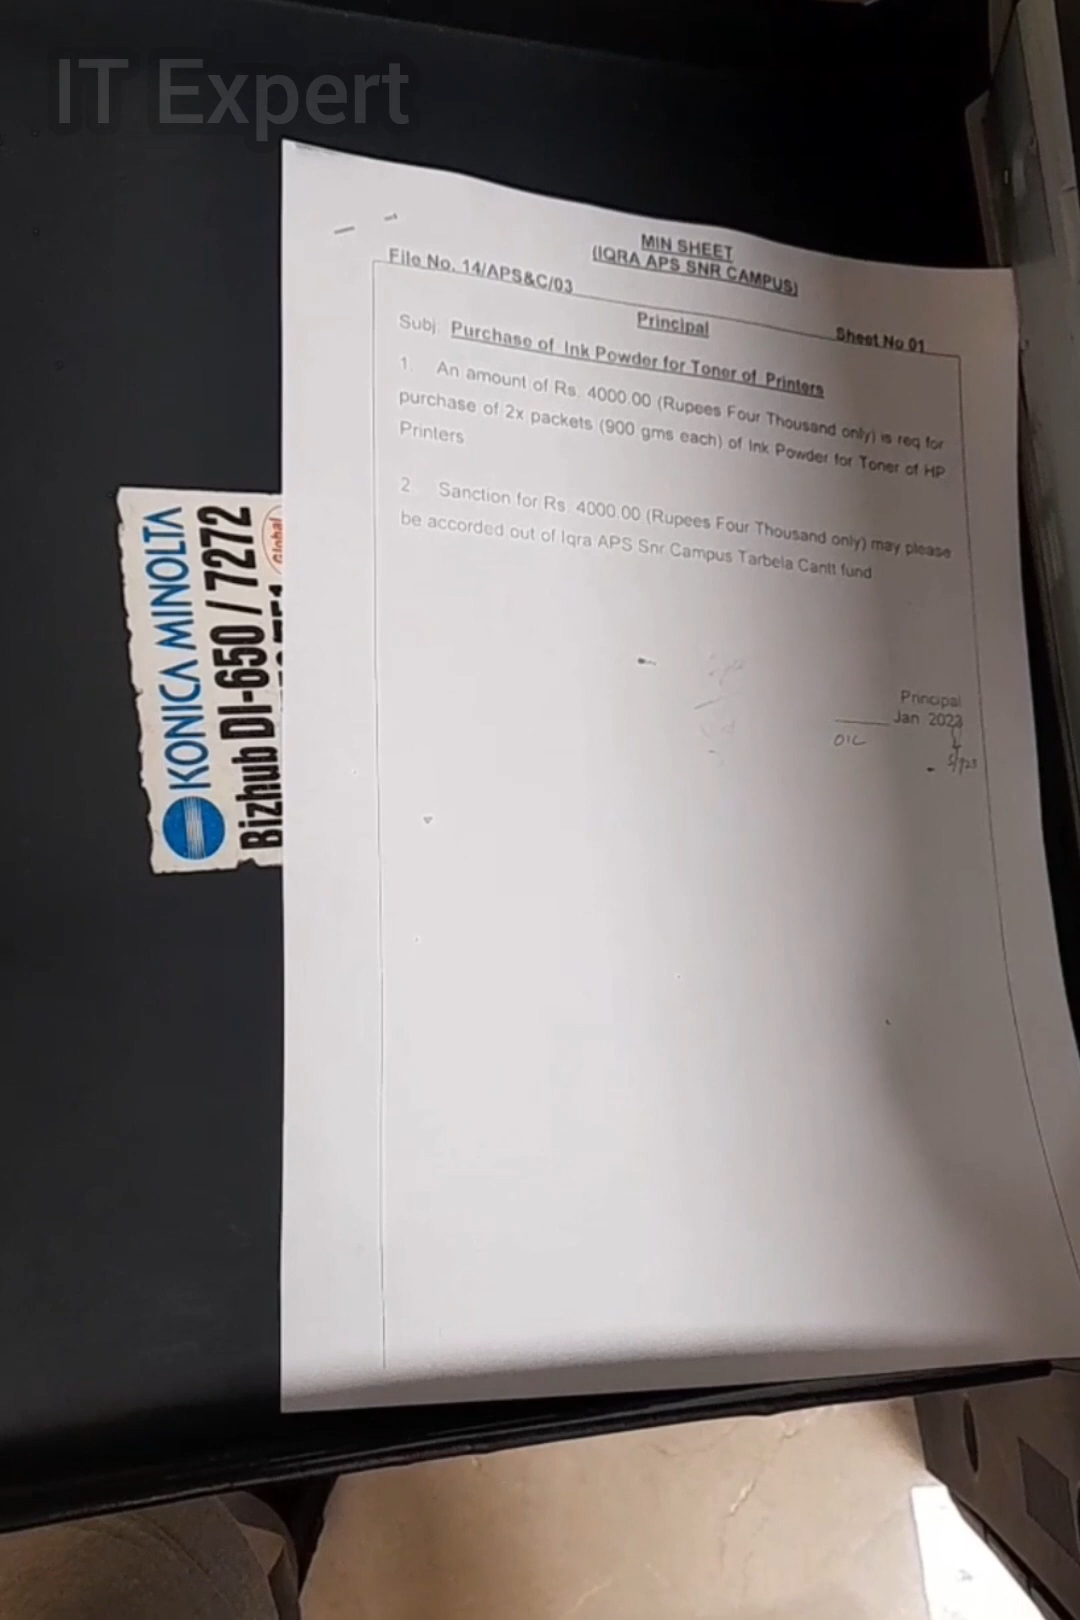 IT Expert
MIN SHEET
(IQRA APS SNR CAMPUS)
File No. 14/APS&C/03
Principal
Sheet No 01
Subj: Purchase of Ink Powder for Toner of Printers
1. An amount of Rs. 4000.00 (Rupees Four Thousand only) is req for
purchase of 2x packets (900 gms each) of Ink Powder for Toner of HP
Printers
2. Sanction for Rs. 4000.00 (Rupees Four Thousand only) may please
be accorded out of Iqra APS Snr Campus Tarbela Cantt fund
Principal
Jan 2023
OIC
KONICA MINOLTA
Bizhub DI-650 / 7272
Global